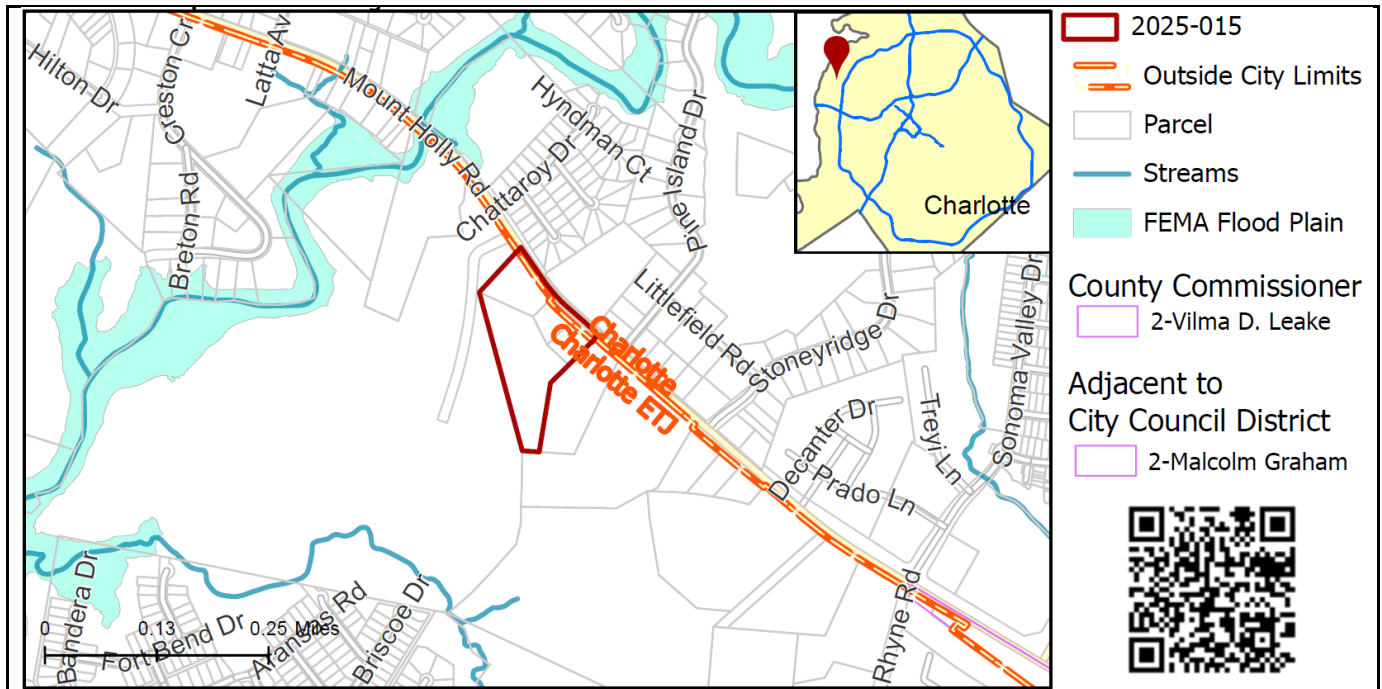 Hilton Dr
Creston Cr
Latta Av
Mount Holly Rd
Hyndman Ct
Pine Island Dr
Chattaroy Dr
Breton Rd
Littlefield Rd
Stoneyridge Dr
Charlotte
Charlotte ETJ
Decanter Dr
Prado Ln
Treyi Ln
Sonoma Valley Dr
Rhyne Rd
Bandera Dr
Fort Bend Dr
Aransas Rd
Briscoe Dr
0 0.13 0.25 Miles
Charlotte
2025-015
Outside City Limits
Parcel
Streams
FEMA Flood Plain
County Commissioner
2-Vilma D. Leake
Adjacent to
City Council District
2-Malcolm Graham